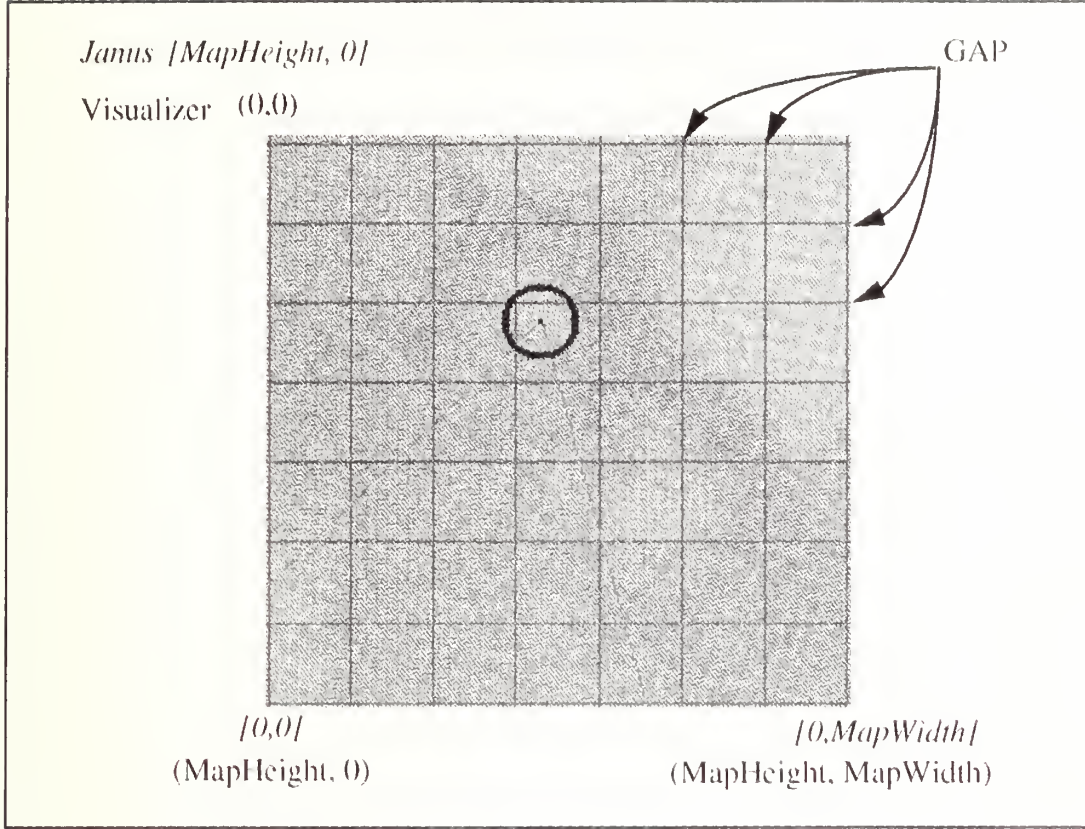 Janus [MapHeight, 0]
GAP
Visualizer (0,0)
[0,0]
[0,MapWidth]
(MapHeight, 0)
(MapHeight, MapWidth)